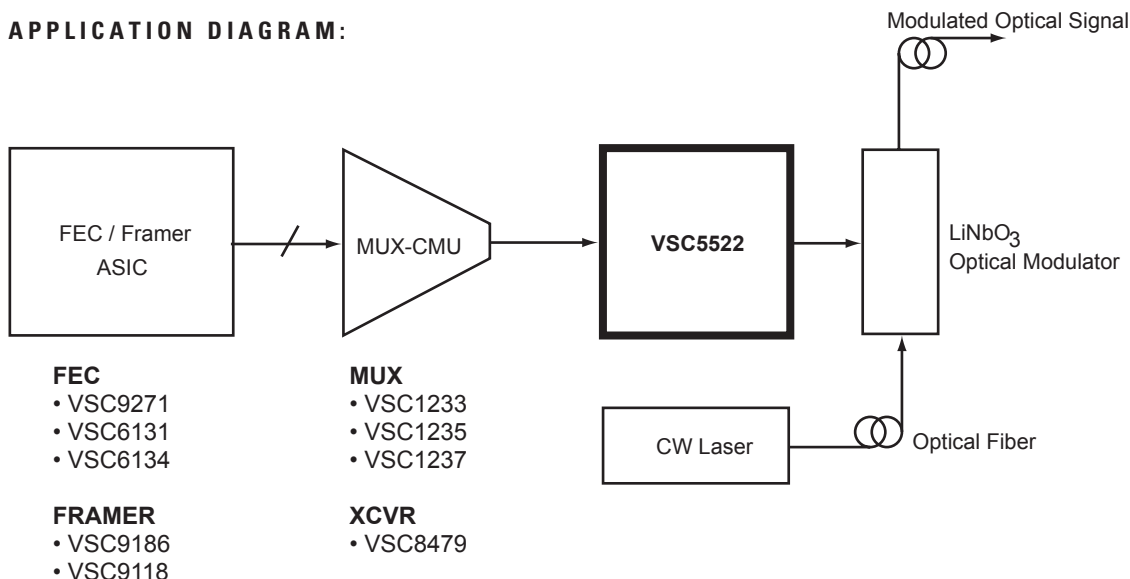 APPLICATION DIAGRAM:
Modulated Optical Signal
FEC / Framer
ASIC
MUX-CMU
VSC5522
LiNbO3
Optical Modulator
FEC
• VSC9271
• VSC6131
• VSC6134
FRAMER
• VSC9186
• VSC9118
MUX
• VSC1233
• VSC1235
• VSC1237
XCVR
• VSC8479
CW Laser
Optical Fiber